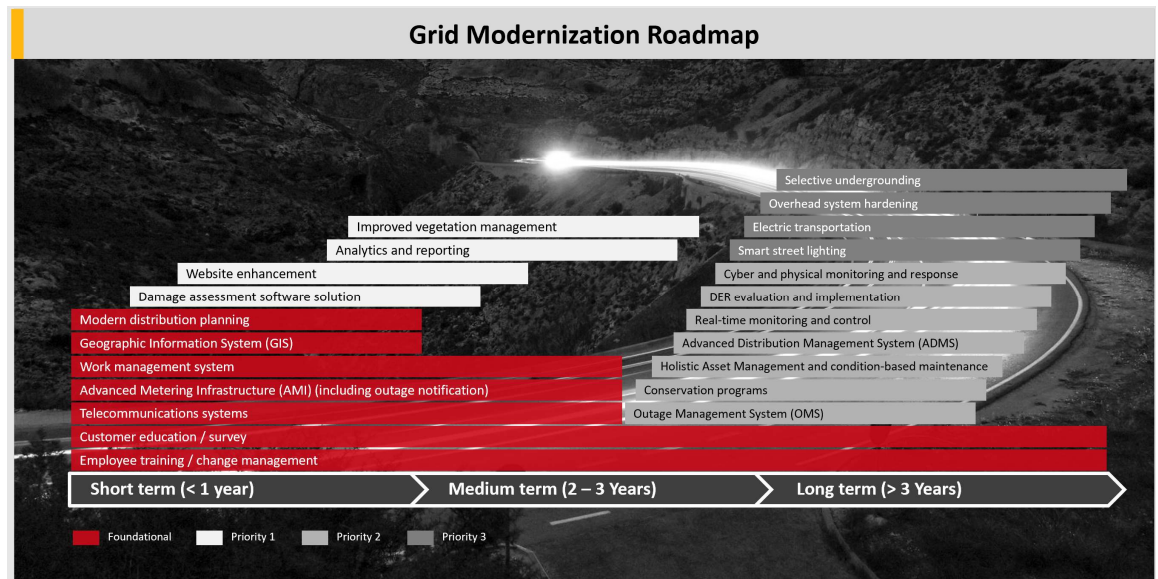 Grid Modernization Roadmap
Selective undergrounding
Overhead system hardening
Improved vegetation management
Electric transportation
Analytics and reporting
Smart street lighting
Website enhancement
Cyber and physical monitoring and response
Damage assessment software solution
DER evaluation and implementation
Modern distribution planning
Real-time monitoring and control
Geographic Information System (GIS)
Advanced Distribution Management System (ADMS)
Work management system
Holistic Asset Management and condition-based maintenance
Advanced Metering Infrastructure (AMI) (including outage notification)
Conservation programs
Telecommunications systems
Outage Management System (OMS)
Customer education / survey
Employee training / change management
Short term (< 1 year)
Medium term (2 – 3 Years)
Long term (> 3 Years)
Foundational
Priority 1
Priority 2
Priority 3